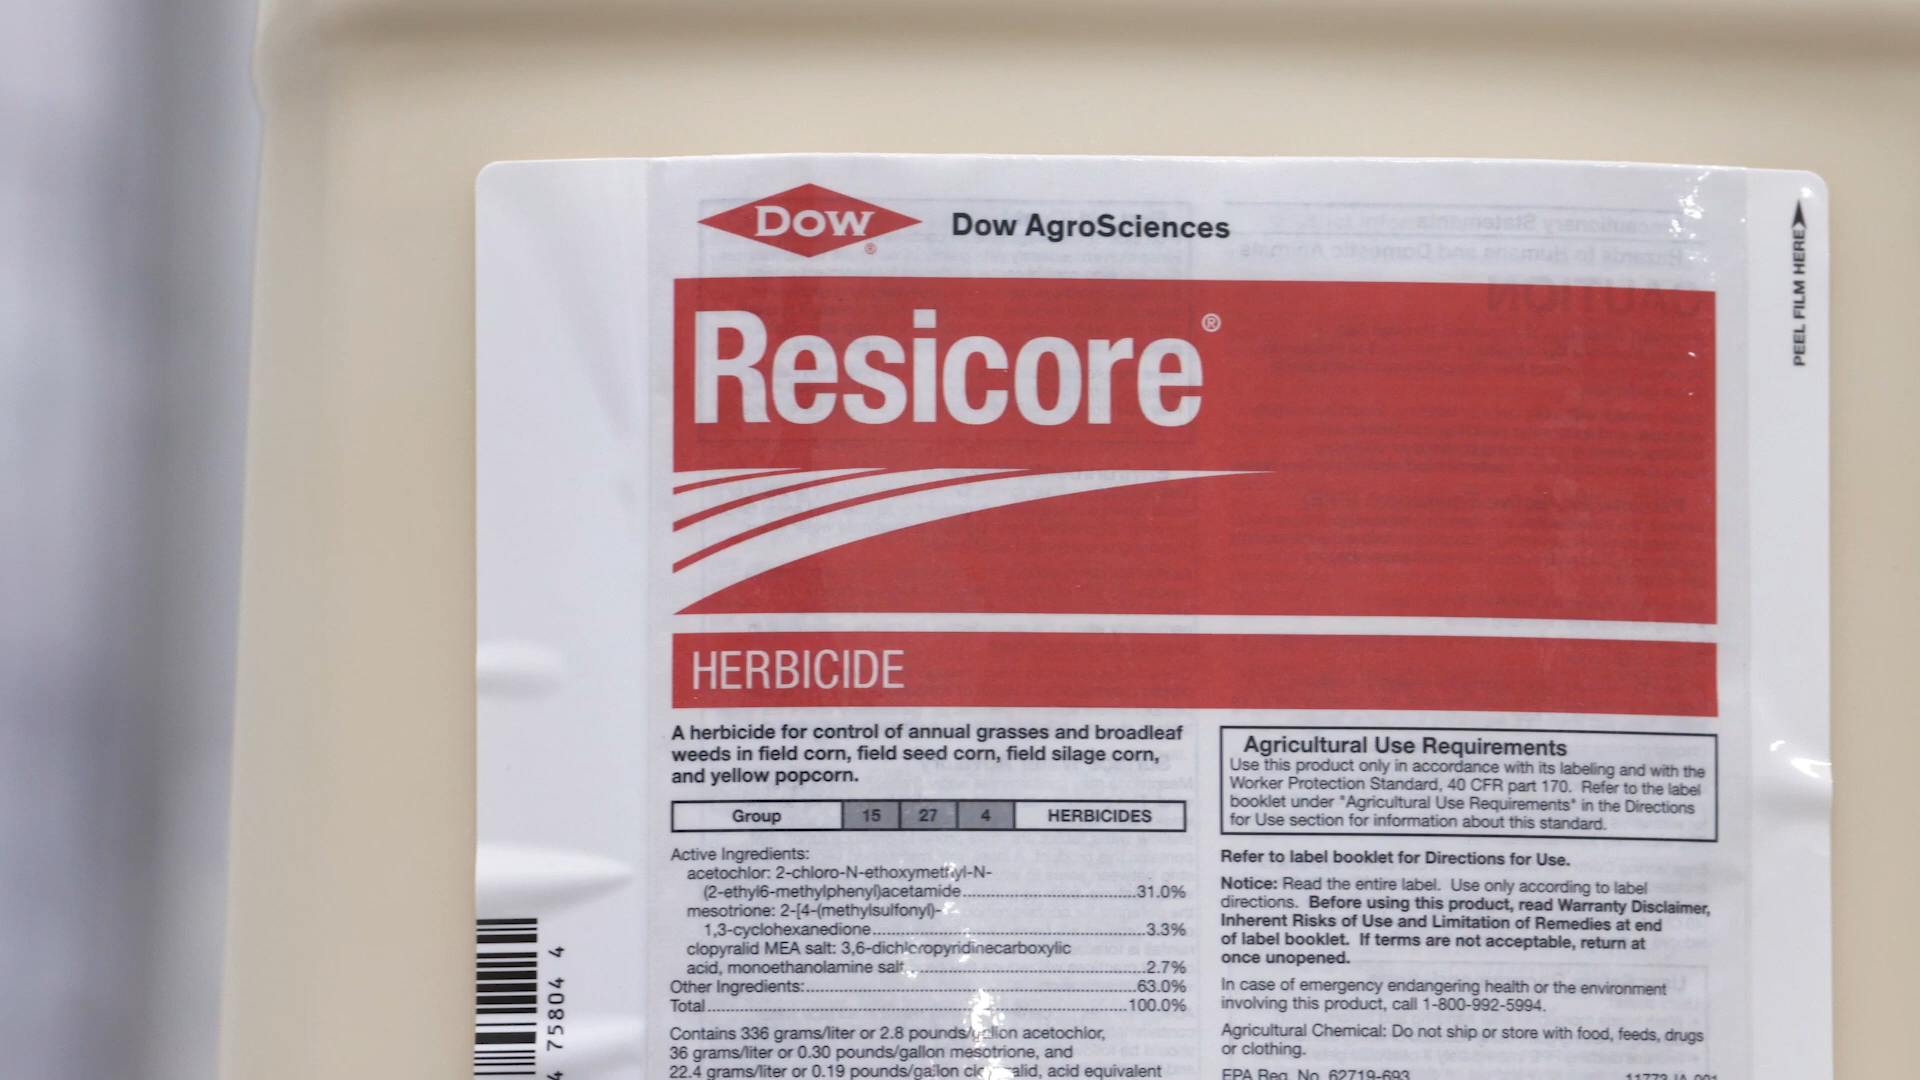 DOW®
Dow AgroSciences
PEEL FILM HERE
Resicore®
HERBICIDE
A herbicide for control of annual grasses and broadleaf
weeds in field corn, field seed corn, field silage corn,
and yellow popcorn.
Group 15 27 4 HERBICIDES
Active Ingredients:
acetochlor: 2-chloro-N-ethoxymethyl-N-
(2-ethyl6-methylphenyl)acetamide 31.0%
mesotrione: 2-[4-(methylsulfonyl)-
1,3-cyclohexanedione 3.3%
clopyralid MEA salt: 3,6-dichloropyridinecarboxylic
acid, monoethanolamine salt 2.7%
Other Ingredients: 63.0%
Total 100.0%
Contains 336 grams/liter or 2.8 pounds/gallon acetochlor,
36 grams/liter or 0.30 pounds/gallon mesotrione, and
22.4 grams/liter or 0.19 pounds/gallon clopyralid, acid equivalent
Agricultural Use Requirements
Use this product only in accordance with its labeling and with the
Worker Protection Standard, 40 CFR part 170. Refer to the label
booklet under "Agricultural Use Requirements" in the Directions
for Use section for information about this standard.
Refer to label booklet for Directions for Use.
Notice: Read the entire label. Use only according to label
directions. Before using this product, read Warranty Disclaimer,
Inherent Risks of Use and Limitation of Remedies at end
of label booklet. If terms are not acceptable, return at
once unopened.
In case of emergency endangering health or the environment
involving this product, call 1-800-992-5994.
Agricultural Chemical: Do not ship or store with food, feeds, drugs
or clothing.
EPA Reg. No. 62719-693
75804 4